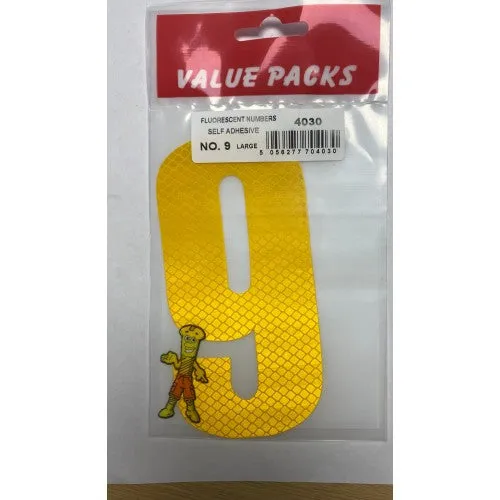 VALUE PACKS
FLUORESCENT NUMBERS 4030
SELF ADHESIVE
NO. 9 LARGE
5 056277 704030
9